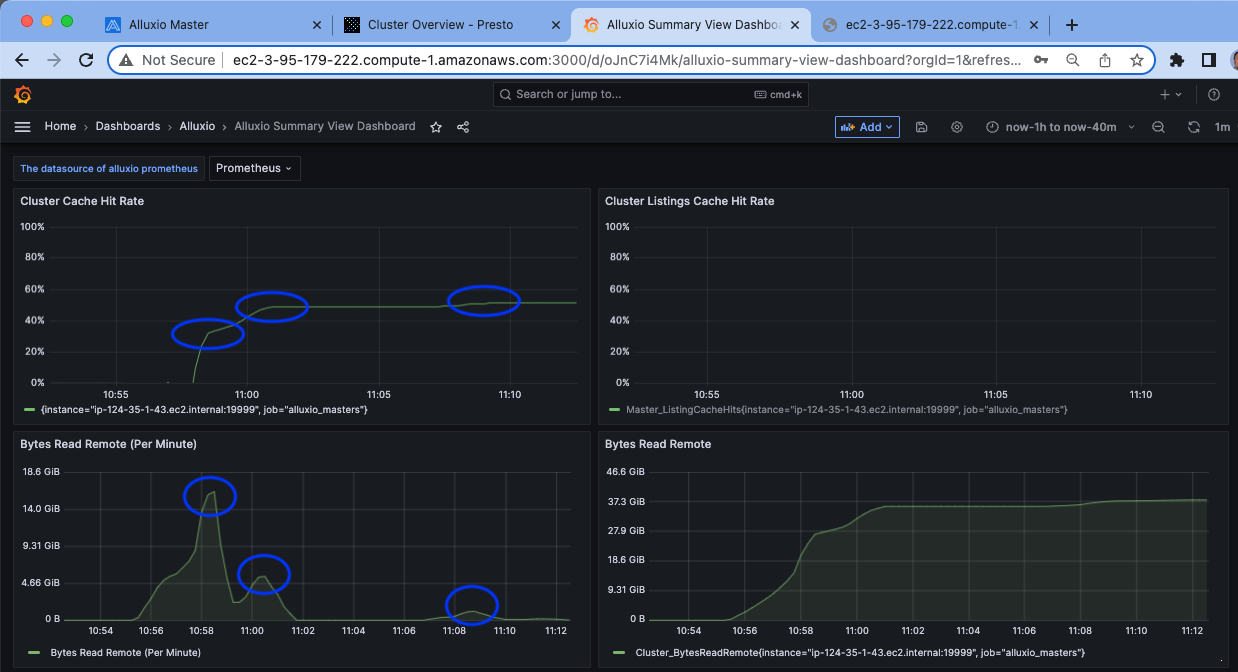 Alluxio Master
Cluster Overview - Presto
Alluxio Summary View Dashbo
ec2-3-95-179-222.compute-1
Not Secure
ec2-3-95-179-222.compute-1.amazonaws.com:3000/d/oJnC7i4Mk/alluxio-summary-view-dashboard?orgId=1&refres...
Search or jump to...
cmd+k
Home › Dashboards › Alluxio › Alluxio Summary View Dashboard
Add
now-1h to now-40m
1m
The datasource of alluxio prometheus
Prometheus
Cluster Cache Hit Rate
100%
80%
60%
40%
20%
0%
10:55 11:00 11:05 11:10
{instance="ip-124-35-1-43.ec2.internal:19999", job="alluxio_masters"}
Cluster Listings Cache Hit Rate
100%
80%
60%
40%
20%
0%
10:55 11:00 11:05 11:10
Master_ListingCacheHits{instance="ip-124-35-1-43.ec2.internal:19999", job="alluxio_masters"}
Bytes Read Remote (Per Minute)
18.6 GiB
14.0 GiB
9.31 GiB
4.66 GiB
0 B
10:54 10:56 10:58 11:00 11:02 11:04 11:06 11:08 11:10 11:12
Bytes Read Remote (Per Minute)
Bytes Read Remote
46.6 GiB
37.3 GiB
27.9 GiB
18.6 GiB
9.31 GiB
0 B
10:54 10:56 10:58 11:00 11:02 11:04 11:06 11:08 11:10 11:12
Cluster_BytesReadRemote{instance="ip-124-35-1-43.ec2.internal:19999", job="alluxio_masters"}